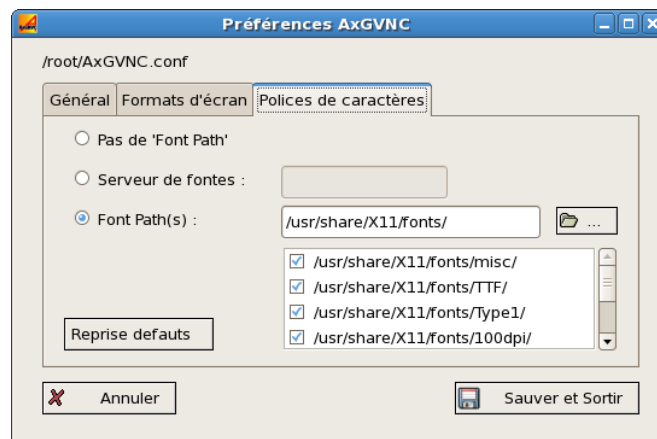 Préférences AxGVNC
/root/AxGVNC.conf
Général Formats d'écran Polices de caractères
Pas de 'Font Path'
Serveur de fontes :
Font Path(s) : /usr/share/X11/fonts/ ...
/usr/share/X11/fonts/misc/
/usr/share/X11/fonts/TTF/
/usr/share/X11/fonts/Type1/
/usr/share/X11/fonts/100dpi/
Reprise defauts
Annuler Sauver et Sortir